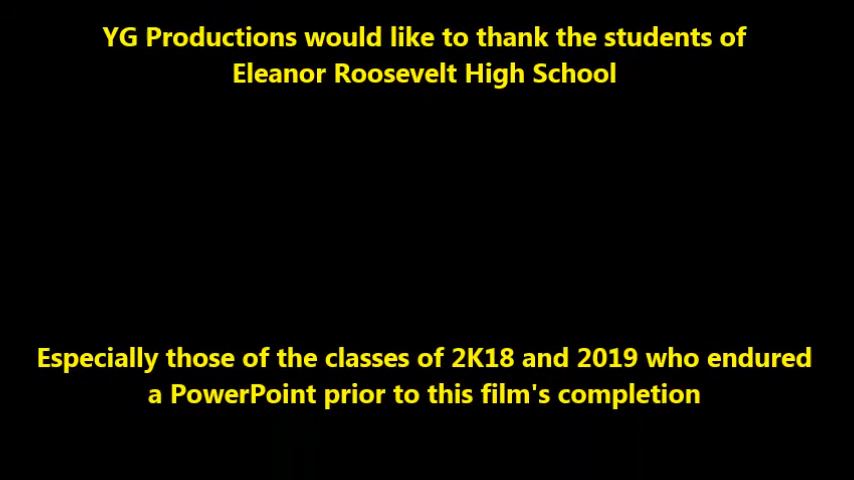 YG Productions would like to thank the students of
Eleanor Roosevelt High School
Especially those of the classes of 2K18 and 2019 who endured
a PowerPoint prior to this film's completion